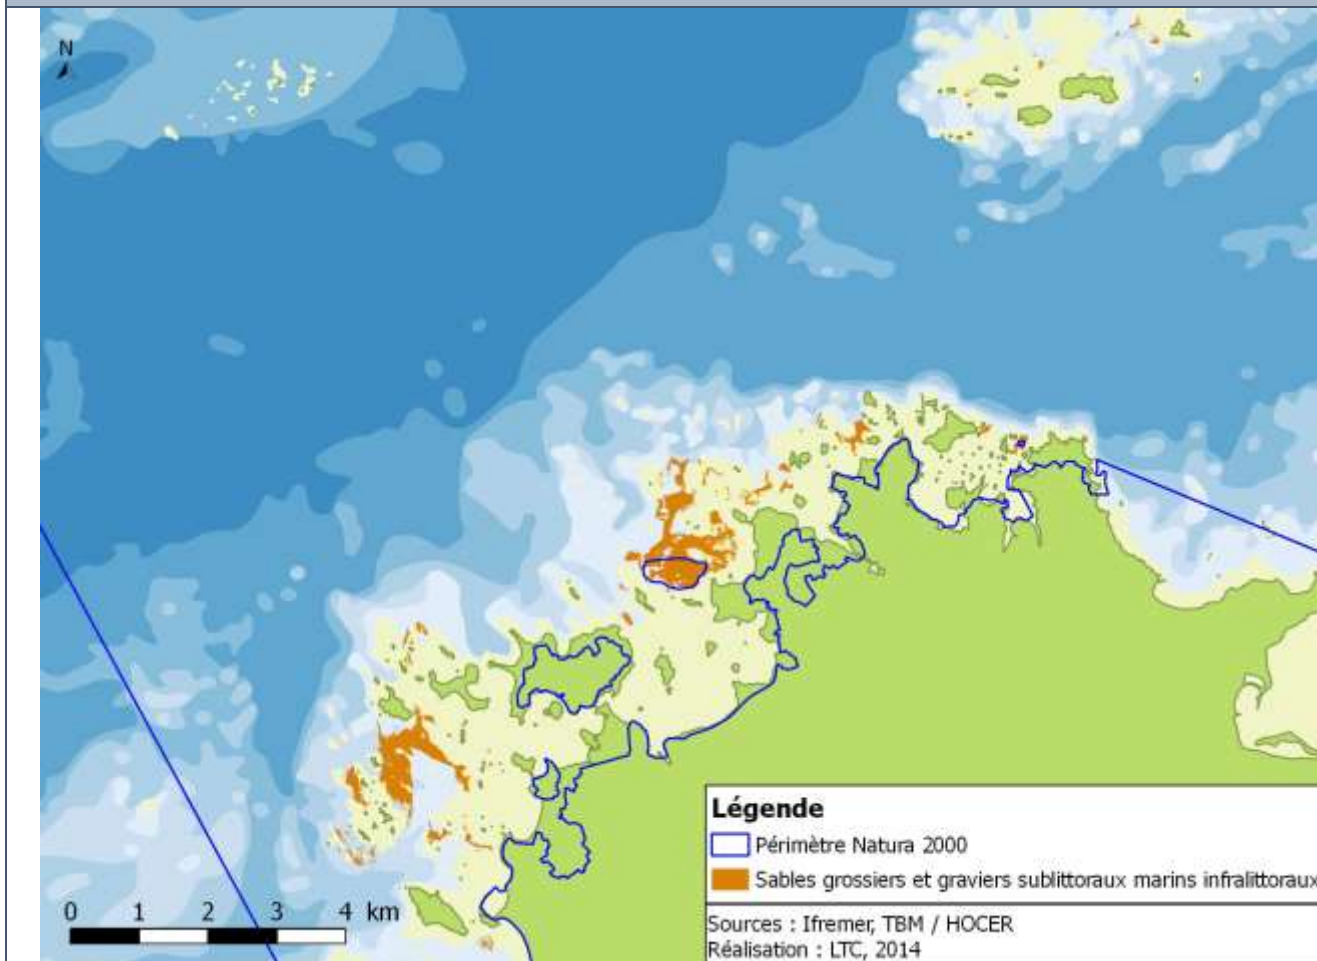 N
Légende
Périmètre Natura 2000
Sables grossiers et graviers sublittoraux marins infralittoraux
0 1 2 3 4 km
Sources : Ifremer, TBM / HOCER
Réalisation : LTC, 2014